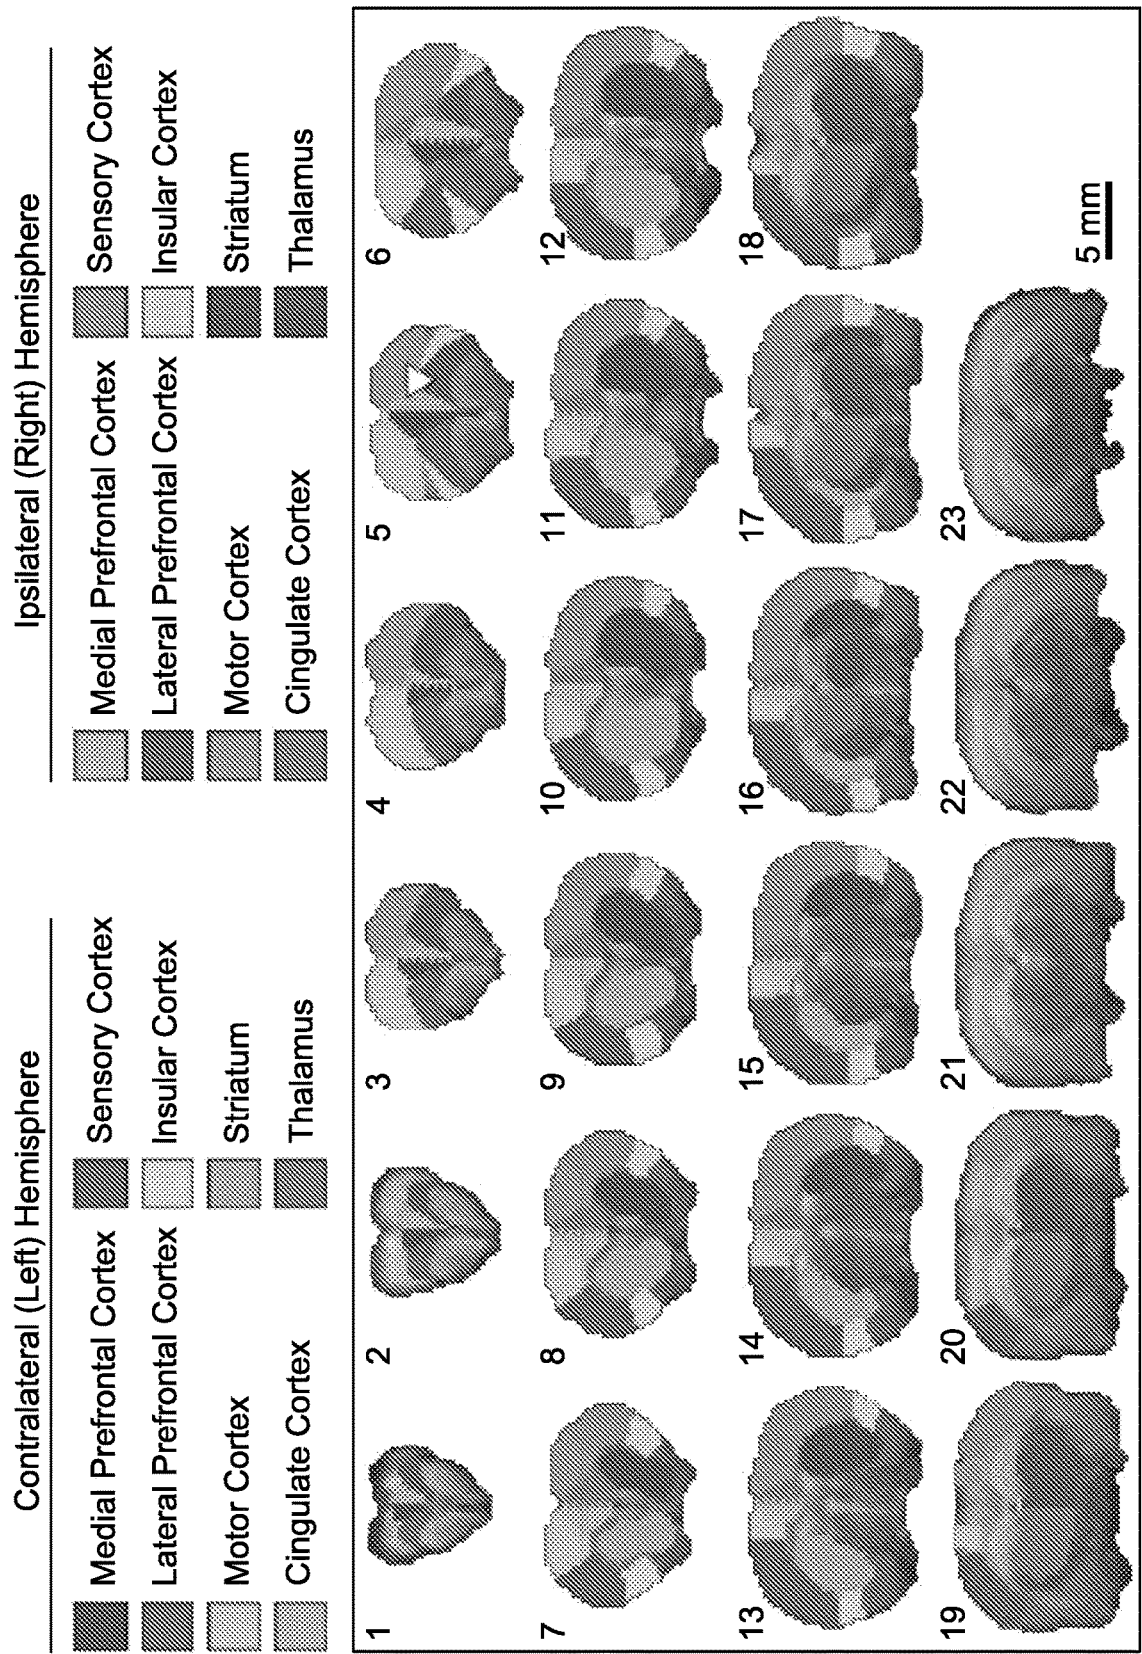 Contralateral (Left) Hemisphere
Medial Prefrontal Cortex
Sensory Cortex
Lateral Prefrontal Cortex
Insular Cortex
Motor Cortex
Striatum
Cingulate Cortex
Thalamus
Ipsilateral (Right) Hemisphere
Medial Prefrontal Cortex
Sensory Cortex
Lateral Prefrontal Cortex
Insular Cortex
Motor Cortex
Striatum
Cingulate Cortex
Thalamus
1
2
3
4
5
6
7
8
9
10
11
12
13
14
15
16
17
18
19
20
21
22
23
5 mm